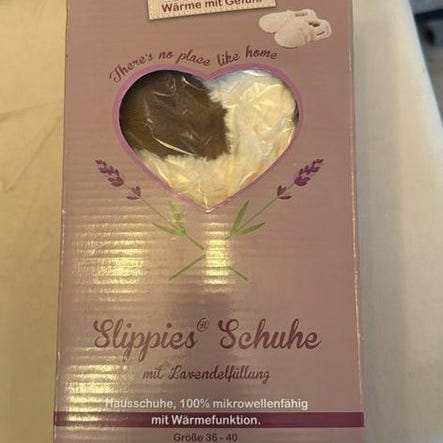 Wärme mit Gefühl
There's no place like home
Slippies® Schuhe
mit Lavendelfüllung
Hausschuhe, 100% mikrowellenfähig
mit Wärmefunktion.
Größe 36 - 40